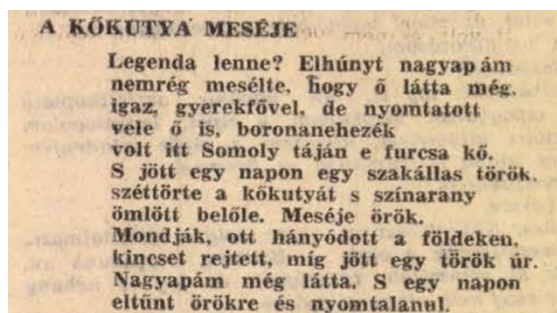 A KŐKUTYA MESÉJE
Legenda lenne? Elhúnyt nagyapám
nemrég mesélte, hogy ő látta még.
igaz, gyerekfővel, de nyomtatott
vele ő is, boronanehezék
volt itt Somoly táján e furcsa kő.
S jött egy napon egy szakállas török.
széttörte a kőkutyát s színarany
ömlött belőle. Meséje örök.
Mondják, ott hányódott a földeken,
kincset rejtett, míg jött egy török úr.
Nagyapám még látta. S egy napon
eltűnt örökre és nyomtalanul.